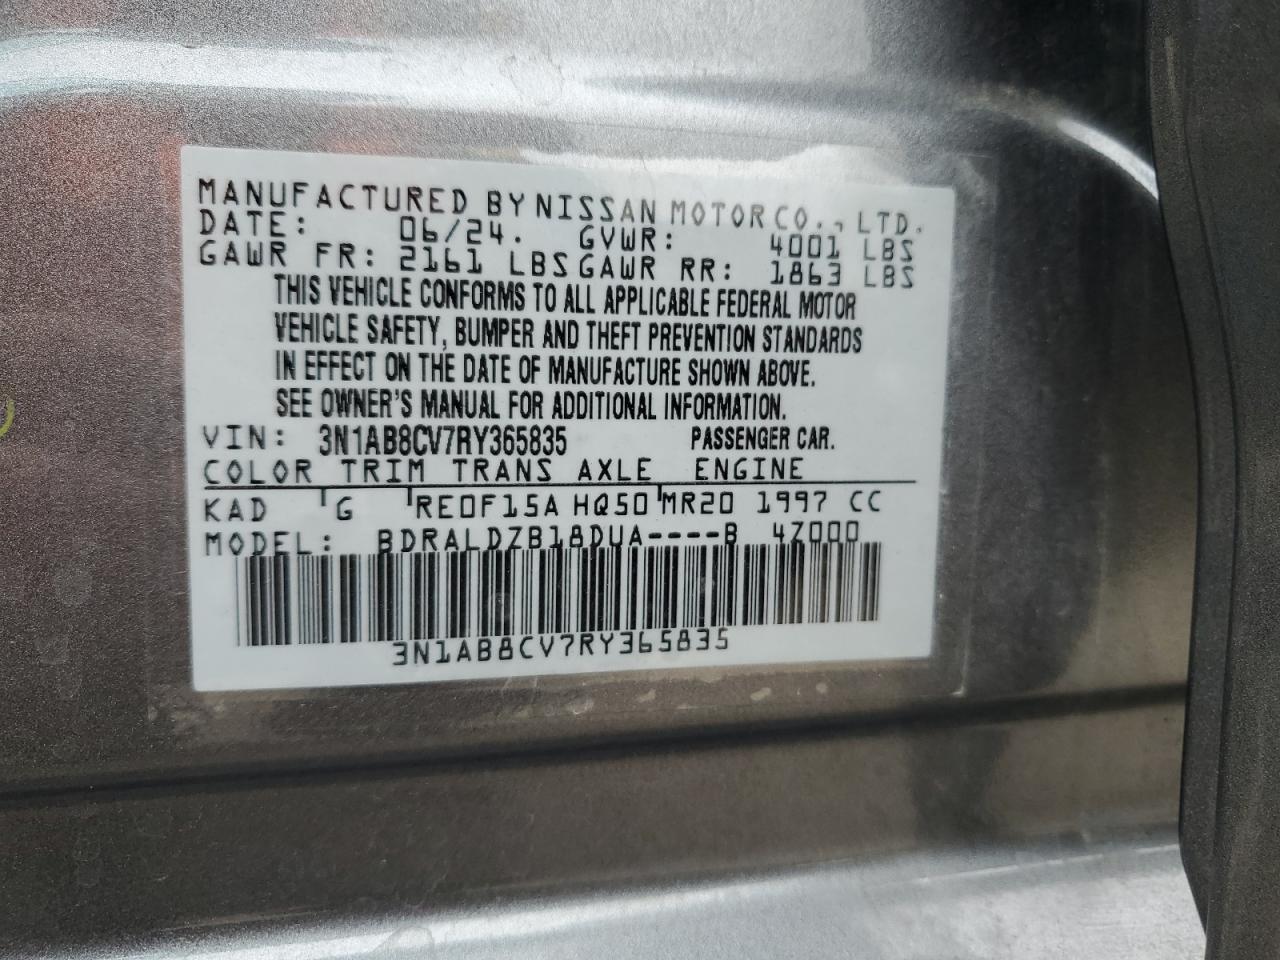 MANUFACTURED BY NISSAN MOTOR CO., LTD.
DATE: 06/24. GVWR: 4001 LBS
GAWR FR: 2161 LBS GAWR RR: 1863 LBS
THIS VEHICLE CONFORMS TO ALL APPLICABLE FEDERAL MOTOR
VEHICLE SAFETY, BUMPER AND THEFT PREVENTION STANDARDS
IN EFFECT ON THE DATE OF MANUFACTURE SHOWN ABOVE.
SEE OWNER'S MANUAL FOR ADDITIONAL INFORMATION.
VIN: 3N1AB8CV7RY365835 PASSENGER CAR.
COLOR TRIM TRANS AXLE ENGINE
KAD G RE0F15A HQ50 MR20 1997 CC
MODEL: BDRALDZB18DUA----B 4Z000
3N1AB8CV7RY365835